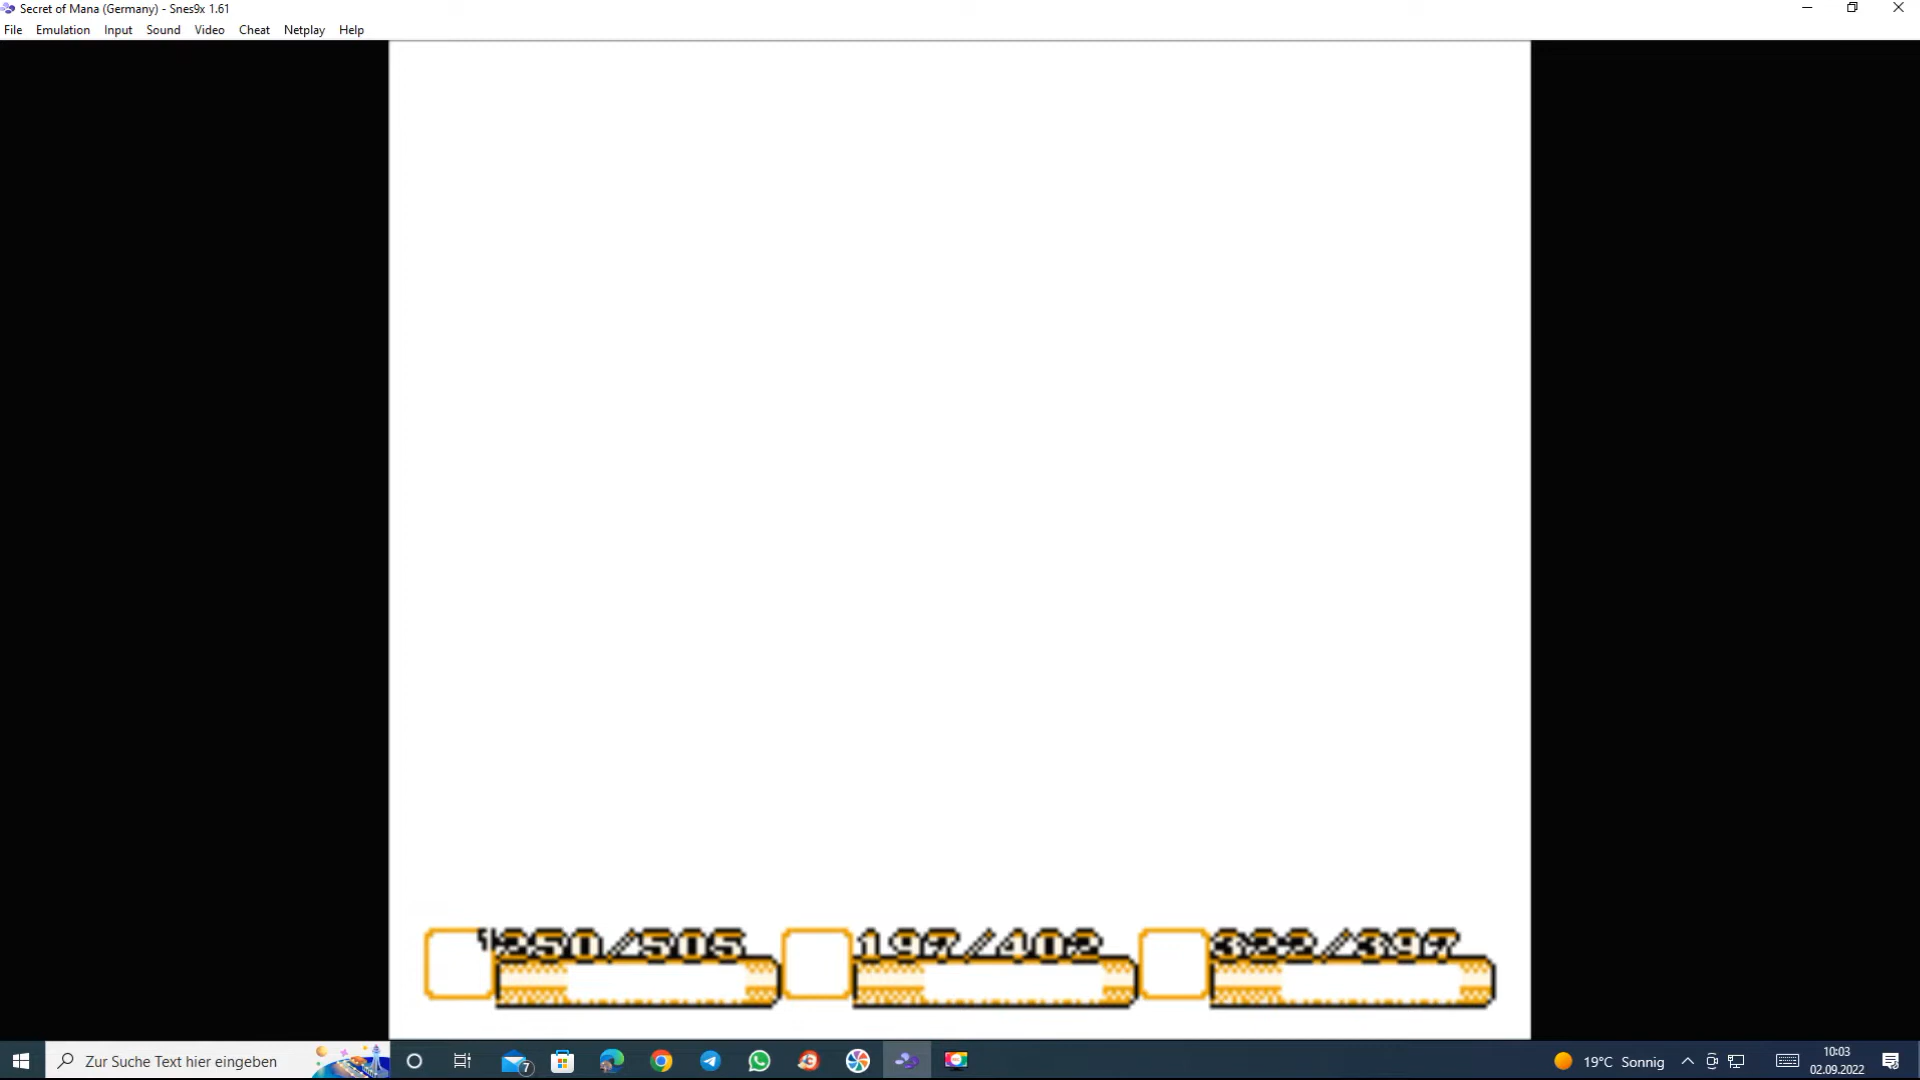 Secret of Mana (Germany) - Snes9x 1.61
File Emulation Input Sound Video Cheat Netplay Help
250/505 197/402 322/397
Zur Suche Text hier eingeben
7
19°C Sonnig
10:03
02.09.2022